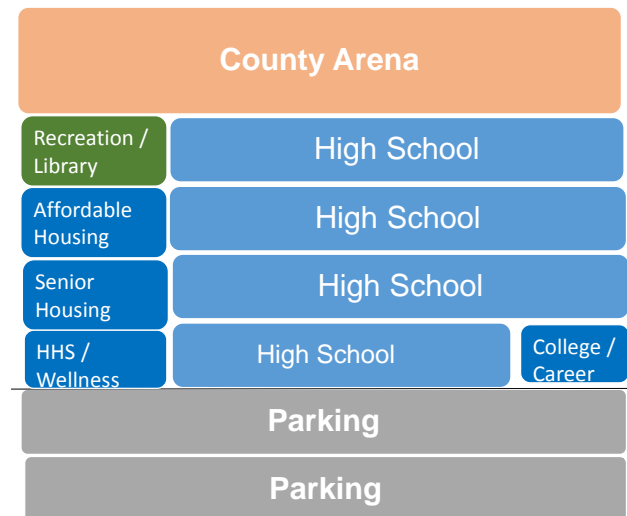 County Arena
Recreation /
Library
High School
Affordable
Housing
High School
Senior
Housing
High School
HHS /
Wellness
High School
College /
Career
Parking
Parking